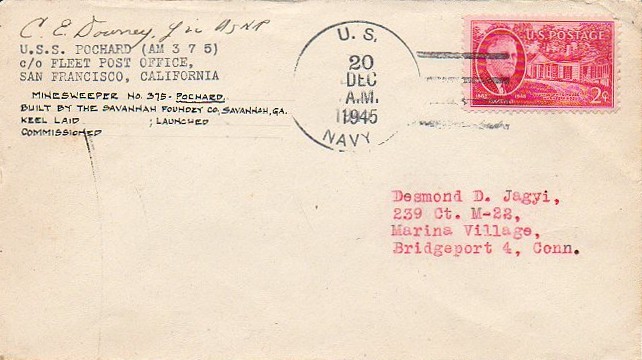 C. E. Downey, Y
U.S.S. POCHARD (AM 3 7 5)
c/o FLEET POST OFFICE,
SAN FRANCISCO, CALIFORNIA
MINESWEEPER No. 375- POCHARD.
BUILT BY THE SAVANNAH FOUNDRY CO, SAVANNAH, GA.
KEEL LAID ; LAUNCHED
COMMISSIONED
U. S.
20
DEC
A.M.
1945
NAVY
U.S. POSTAGE
2¢
Desmond D. Jagyi,
239 Ct. M-22,
Marina Village,
Bridgeport 4, Conn.